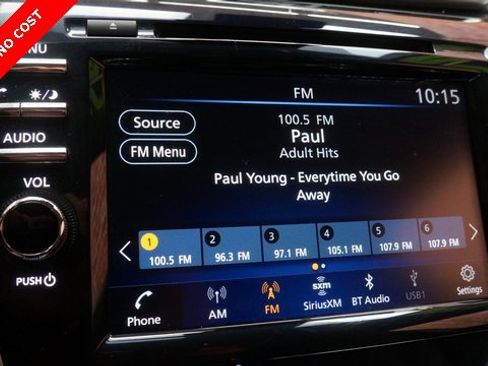 NO COST
MENU
FM
10:15
Source
100.5 FM
Paul
FM Menu
Adult Hits
AUDIO
Paul Young - Everytime You Go
Away
VOL
1 2 3 4 5 6
100.5 FM 96.3 FM 97.1 FM 105.1 FM 107.9 FM 107.9 FM
PUSH
Phone AM FM sxm SiriusXM BT Audio USB1 Settings